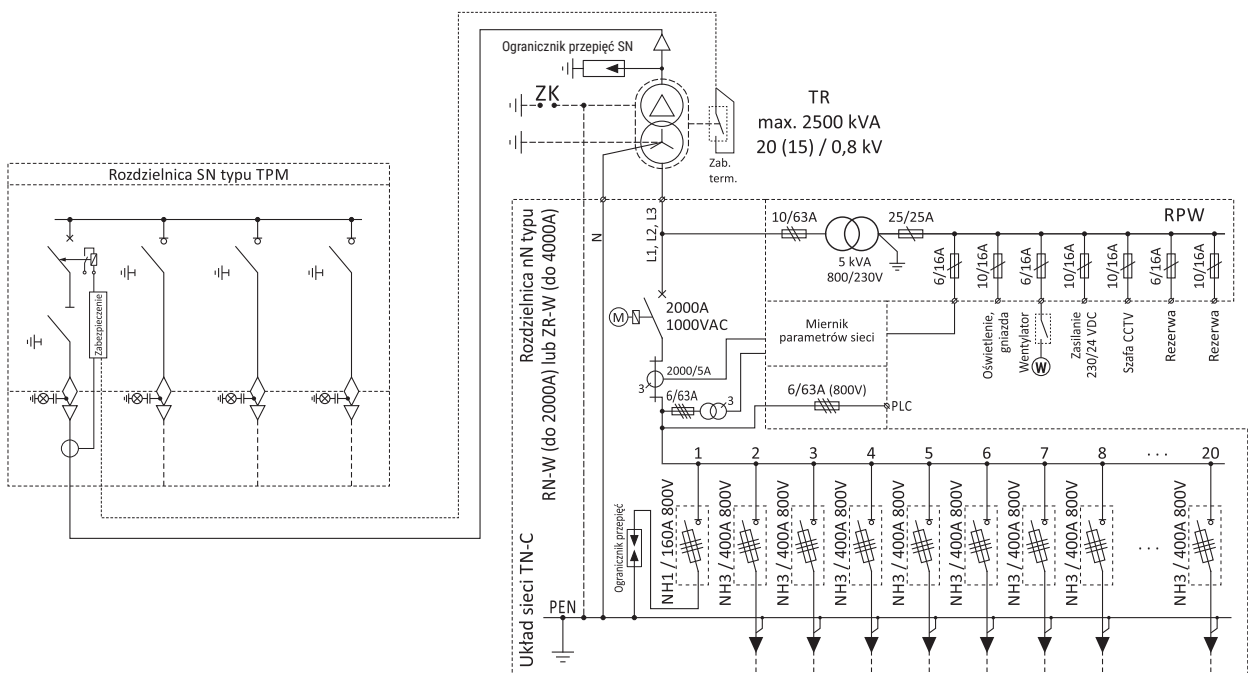 Rozdzielnica SN typu TPM
Zabezpieczenie
Ogranicznik przepięć SN
ZK
Zab.
term.
TR
max. 2500 kVA
20 (15) / 0,8 kV
Rozdzielnica nN typu
RN-W (do 2000A) lub ZR-W (do 4000A)
Układ sieci TN-C
N
L1, L2, L3
10/63A
5 kVA
800/230V
25/25A
RPW
6/16A
10/16A
6/16A
10/16A
10/16A
6/16A
10/16A
Oświetlenie,
gniazda
Wentylator
W
Zasilanie
230/24 VDC
Szafa CCTV
Rezerwa
Rezerwa
M
2000A
1000VAC
Miernik
parametrów sieci
2000/5A
3
6/63A
3
6/63A (800V)
PLC
1
2
3
4
5
6
7
8
. . .
20
Ogranicznik przepięć
NH1 / 160A 800V
NH3 / 400A 800V
NH3 / 400A 800V
NH3 / 400A 800V
NH3 / 400A 800V
NH3 / 400A 800V
NH3 / 400A 800V
NH3 / 400A 800V
. . .
NH3 / 400A 800V
PEN